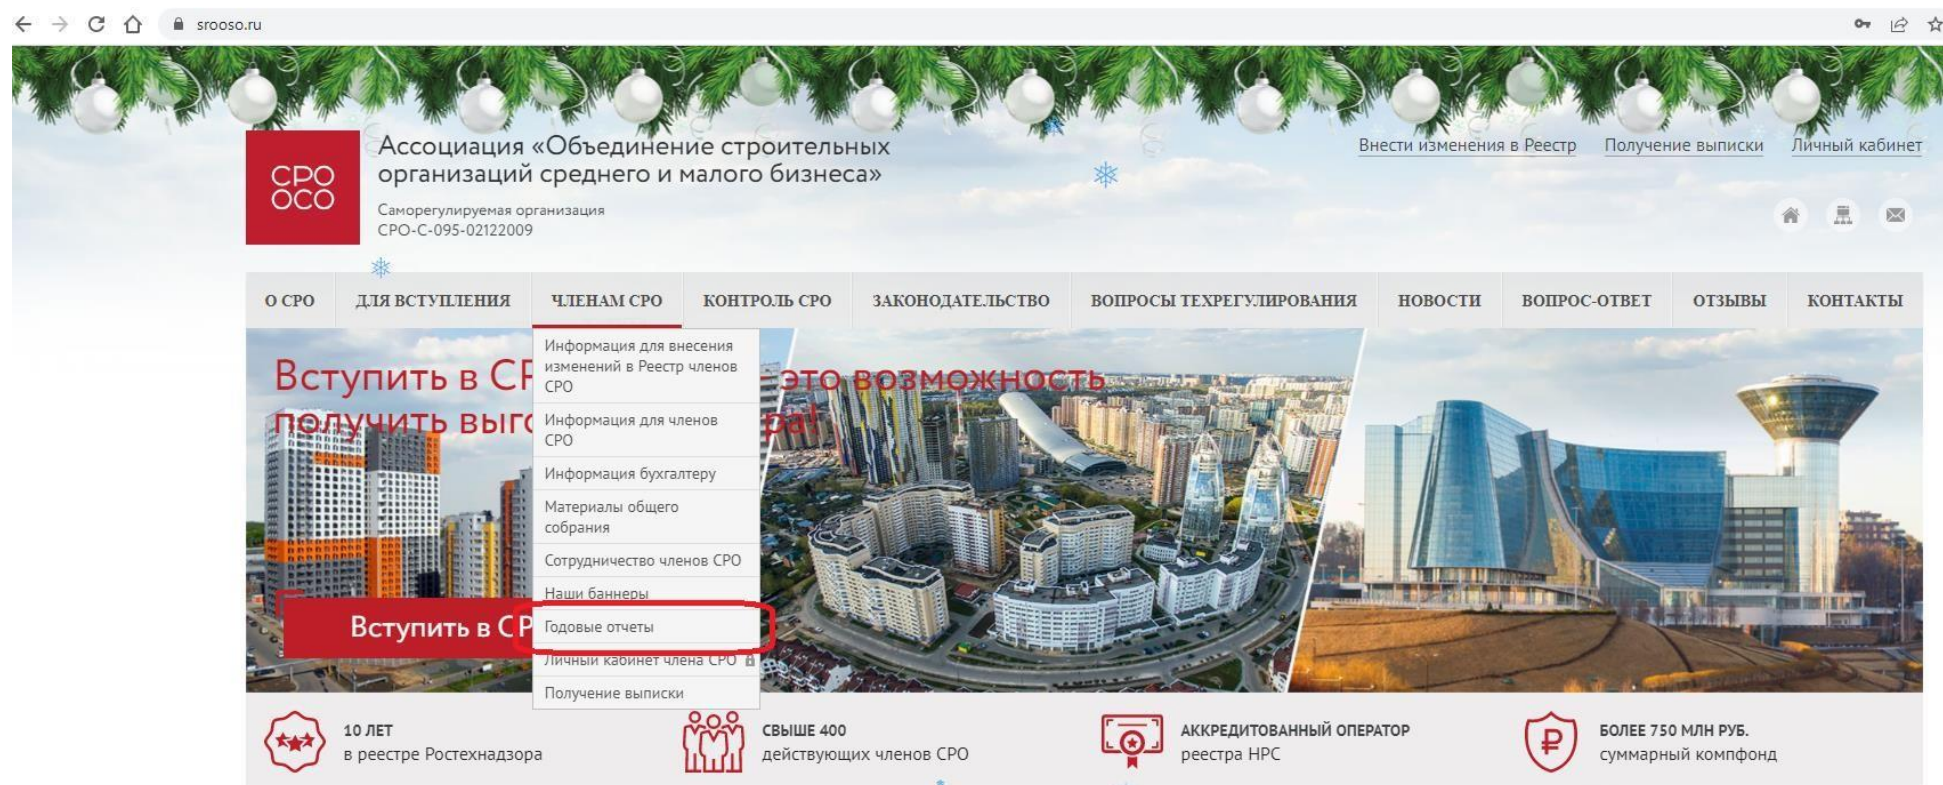 srooso.ru
СРО
ОСО
Ассоциация «Объединение строительных
организаций среднего и малого бизнеса»
Саморегулируемая организация
СРО-С-095-02122009
Внести изменения в Реестр
Получение выписки
Личный кабинет
О СРО
ДЛЯ ВСТУПЛЕНИЯ
ЧЛЕНАМ СРО
КОНТРОЛЬ СРО
ЗАКОНОДАТЕЛЬСТВО
ВОПРОСЫ ТЕХРЕГУЛИРОВАНИЯ
НОВОСТИ
ВОПРОС-ОТВЕТ
ОТЗЫВЫ
КОНТАКТЫ
Вступить в СР это возможность
получить выго ра!
Вступить в СР
Информация для внесения
изменений в Реестр членов
СРО
Информация для членов
СРО
Информация бухгалтеру
Материалы общего
собрания
Сотрудничество членов СРО
Наши баннеры
Годовые отчеты
Личный кабинет члена СРО
Получение выписки
10 ЛЕТ
в реестре Ростехнадзора
СВЫШЕ 400
действующих членов СРО
АККРЕДИТОВАННЫЙ ОПЕРАТОР
реестра НРС
БОЛЕЕ 750 МЛН РУБ.
суммарный компфонд